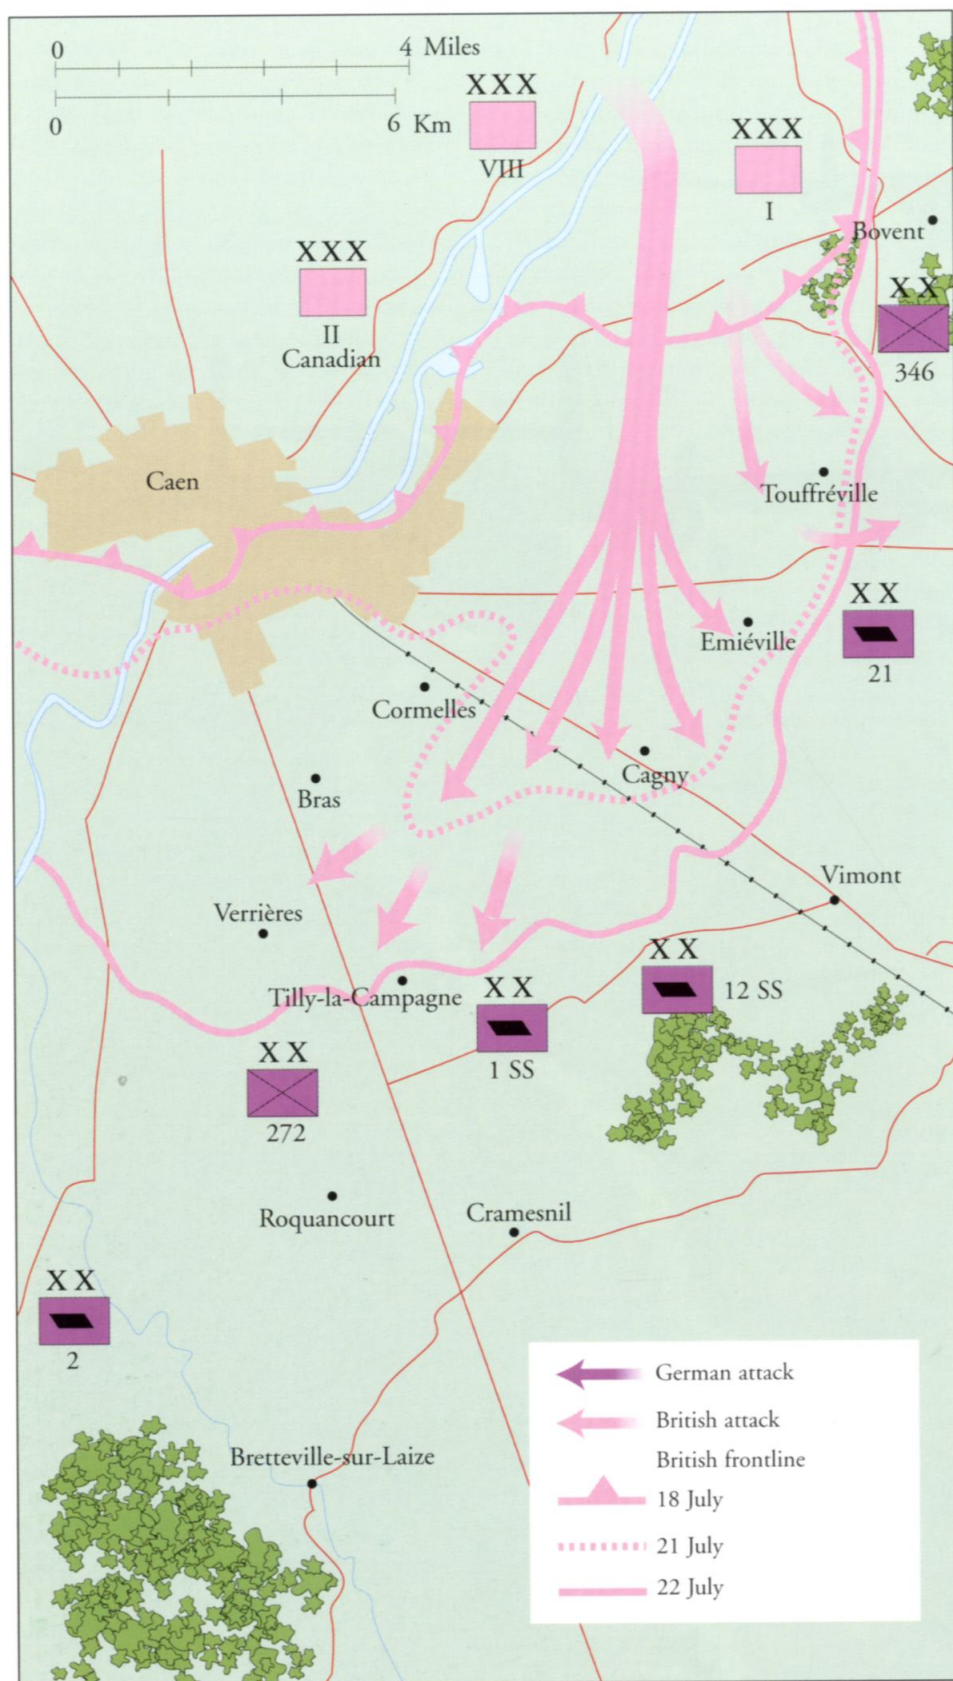 0 4 Miles
0 6 Km
XXX
VIII
XXX
I
Bovent
XXX
II
Canadian
XX
346
Caen
Touffréville
XX
21
Emiéville
Cormelles
Cagny
Bras
Vimont
Verrières
Tilly-la-Campagne
XX
1 SS
XX
12 SS
XX
272
Roquancourt
Cramesnil
XX
2
Bretteville-sur-Laize
German attack
British attack
British frontline
18 July
21 July
22 July